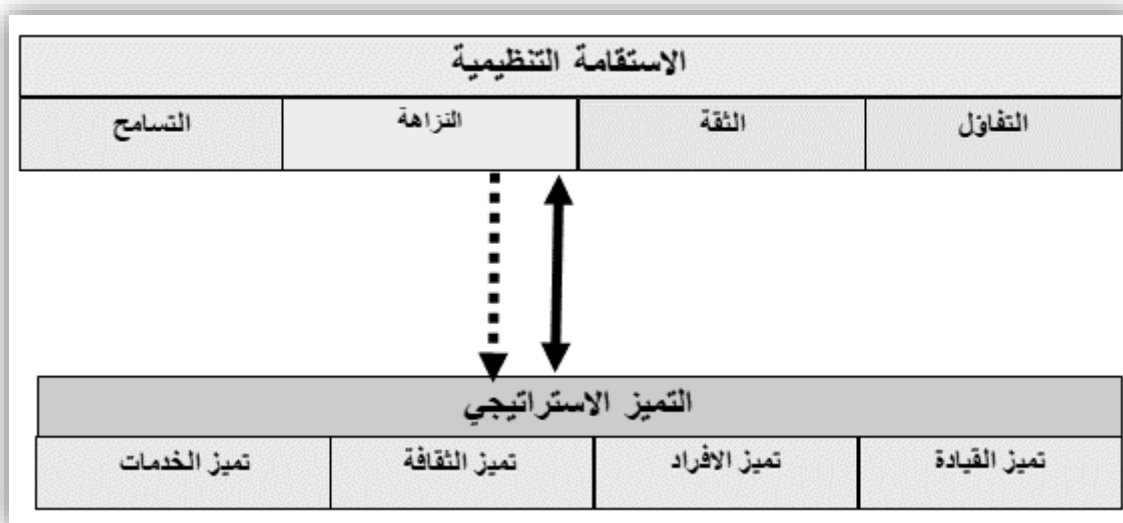 الاستقامة التنظيمية
التفاؤل الثقة النزاهة التسامح
التميز الاستراتيجي
تميز القيادة تميز الافراد تميز الثقافة تميز الخدمات